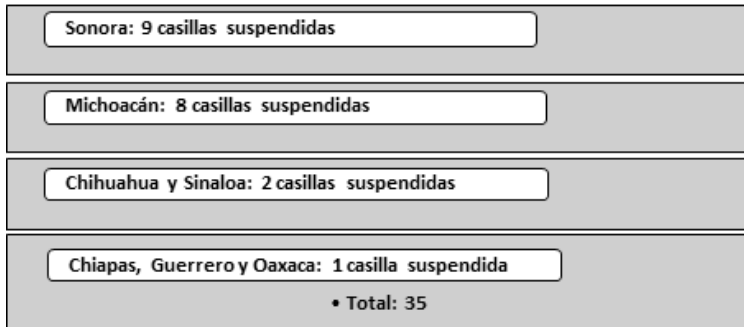 Sonora: 9 casillas suspendidas
Michoacán: 8 casillas suspendidas
Chihuahua y Sinaloa: 2 casillas suspendidas
Chiapas, Guerrero y Oaxaca: 1 casilla suspendida
• Total: 35